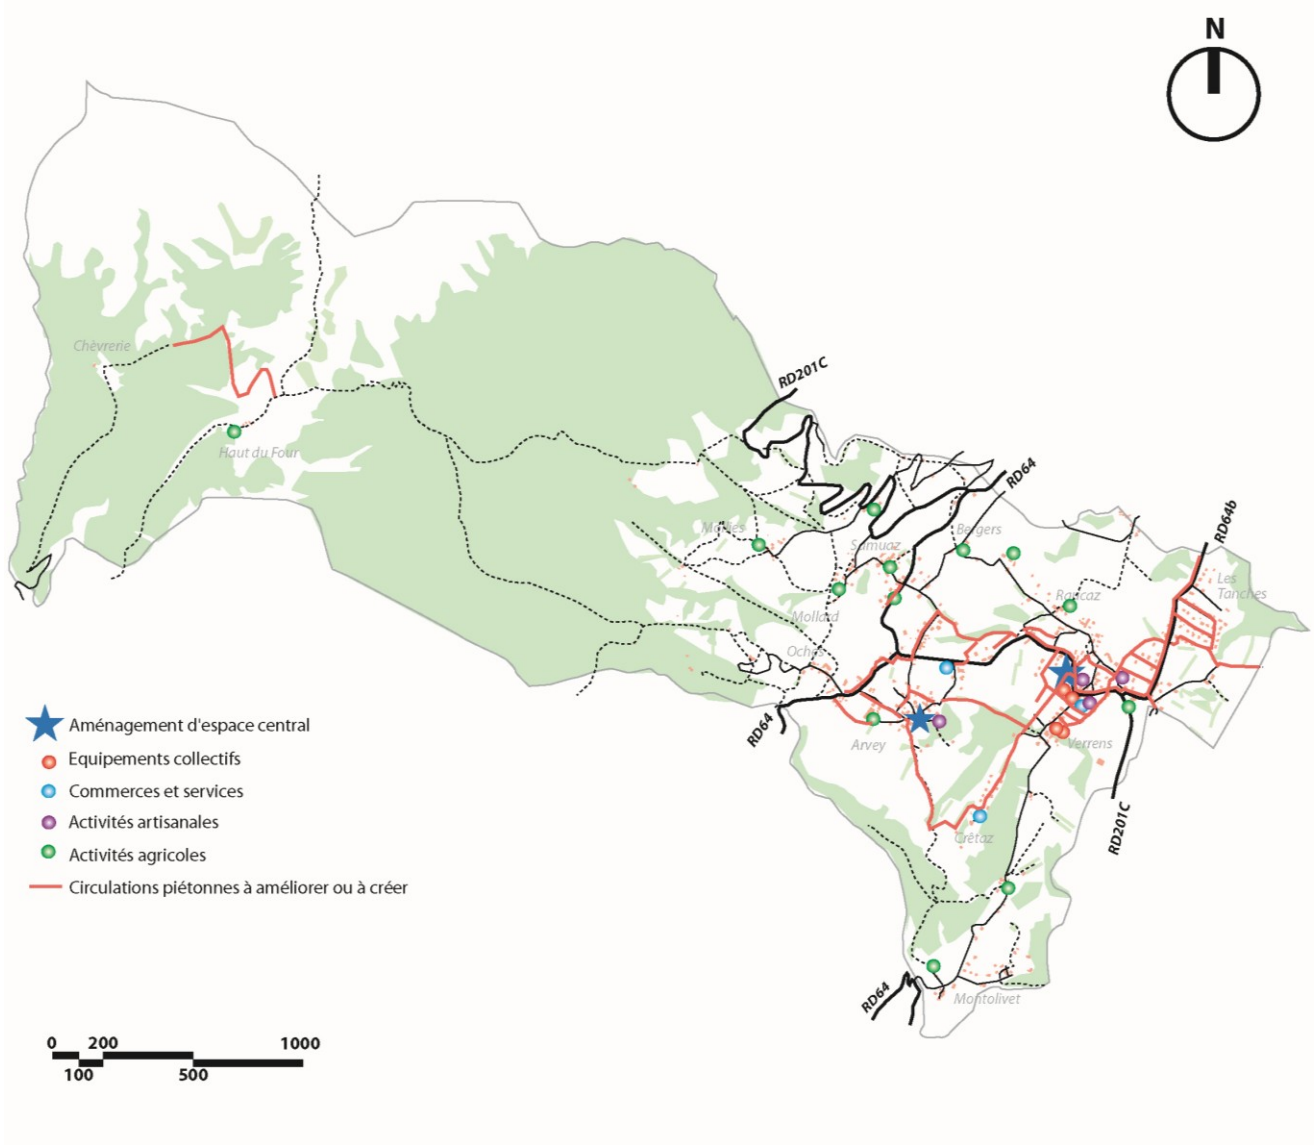 N
RD201C
Chèvrerie
Haut du Four
RD64
RD64b
Bergers
Les
Tanches
Rancaz
Mollard
Oches
RD64
Arvey
Verrens
Crêtaz
RD201C
RD64
Montolivet
Aménagement d'espace central
Equipements collectifs
Commerces et services
Activités artisanales
Activités agricoles
Circulations piétonnes à améliorer ou à créer
0 200 1000
100 500